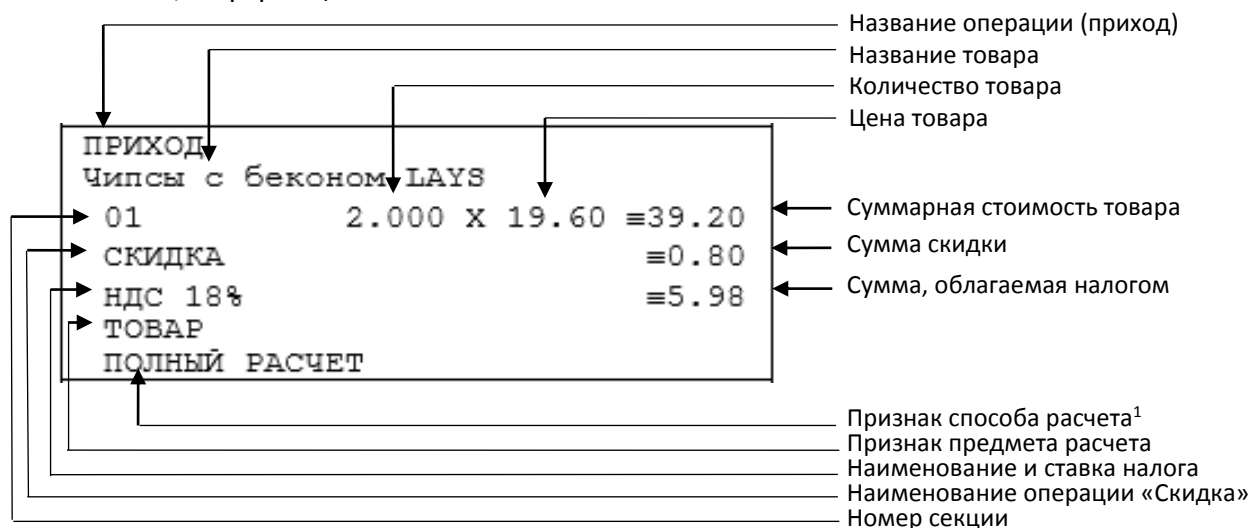 Название операции (приход)
Название товара
Количество товара
Цена товара
ПРИХОД
Чипсы с беконом LAYS
01 2.000 X 19.60 ≡39.20
СКИДКА ≡0.80
НДС 18% ≡5.98
ТОВАР
ПОЛНЫЙ РАСЧЕТ
Суммарная стоимость товара
Сумма скидки
Сумма, облагаемая налогом
Признак способа расчета¹
Признак предмета расчета
Наименование и ставка налога
Наименование операции «Скидка»
Номер секции